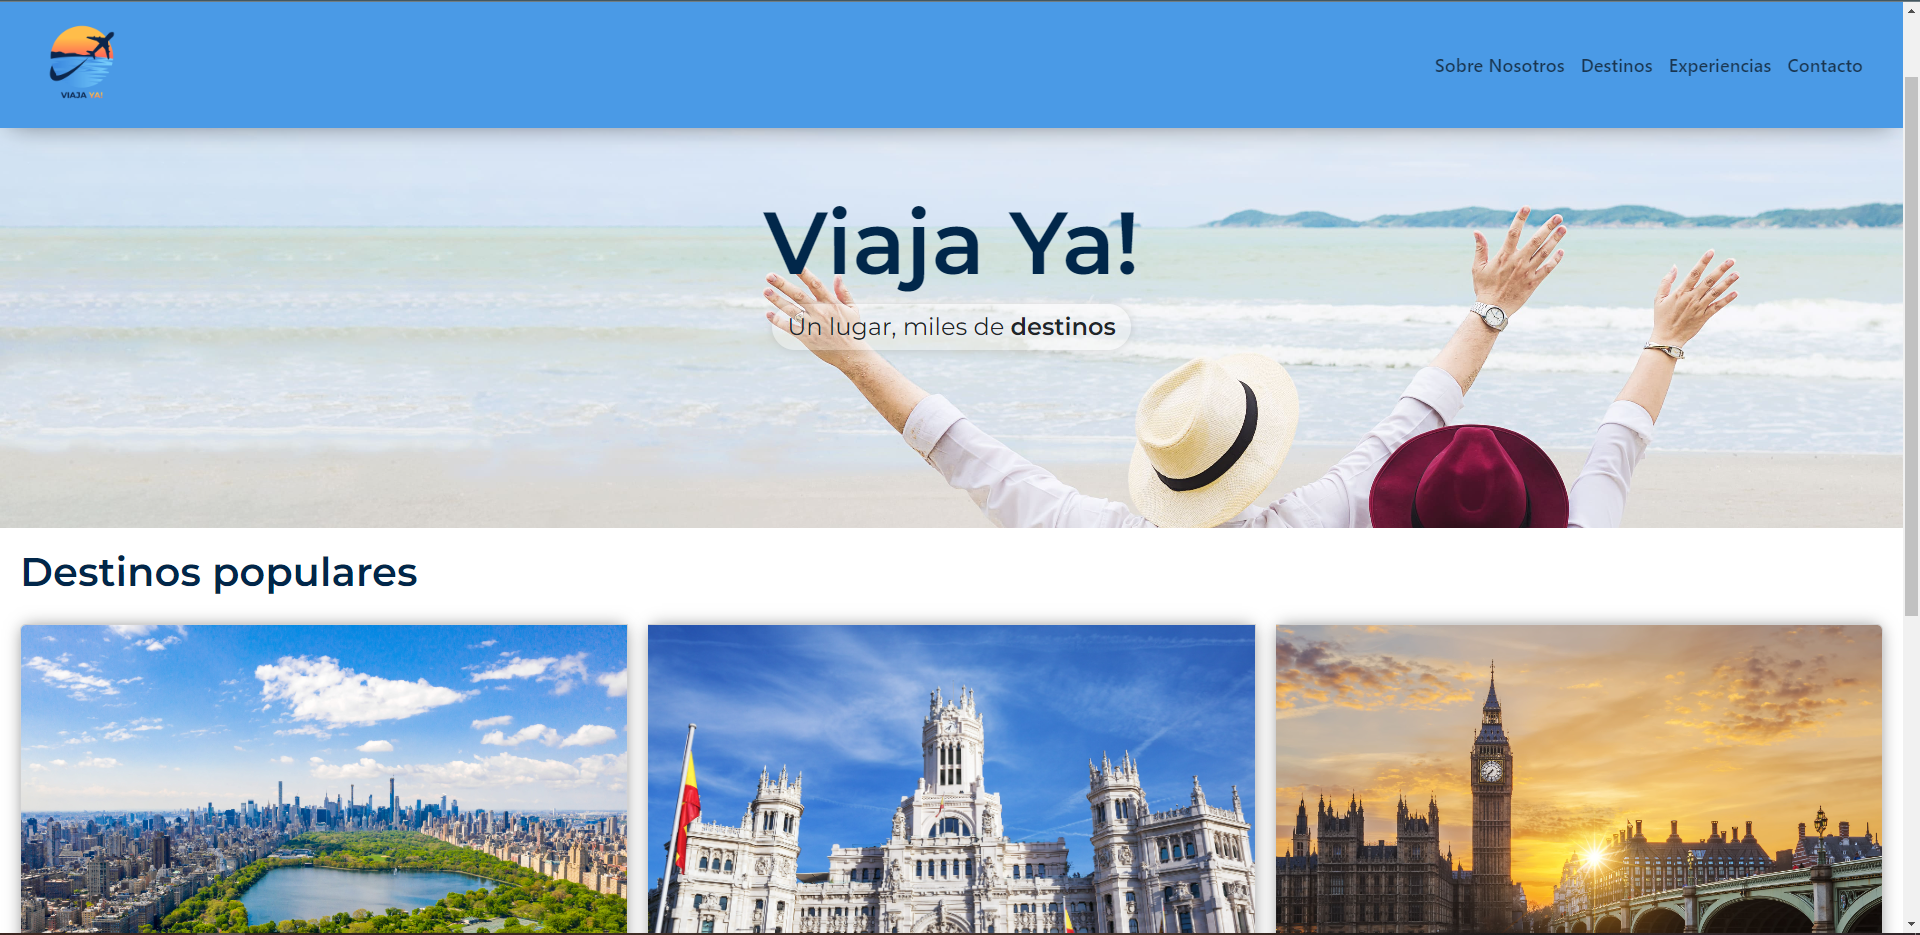 VIAJA YA!
Sobre Nosotros Destinos Experiencias Contacto
Viaja Ya!
Un lugar, miles de destinos
Destinos populares